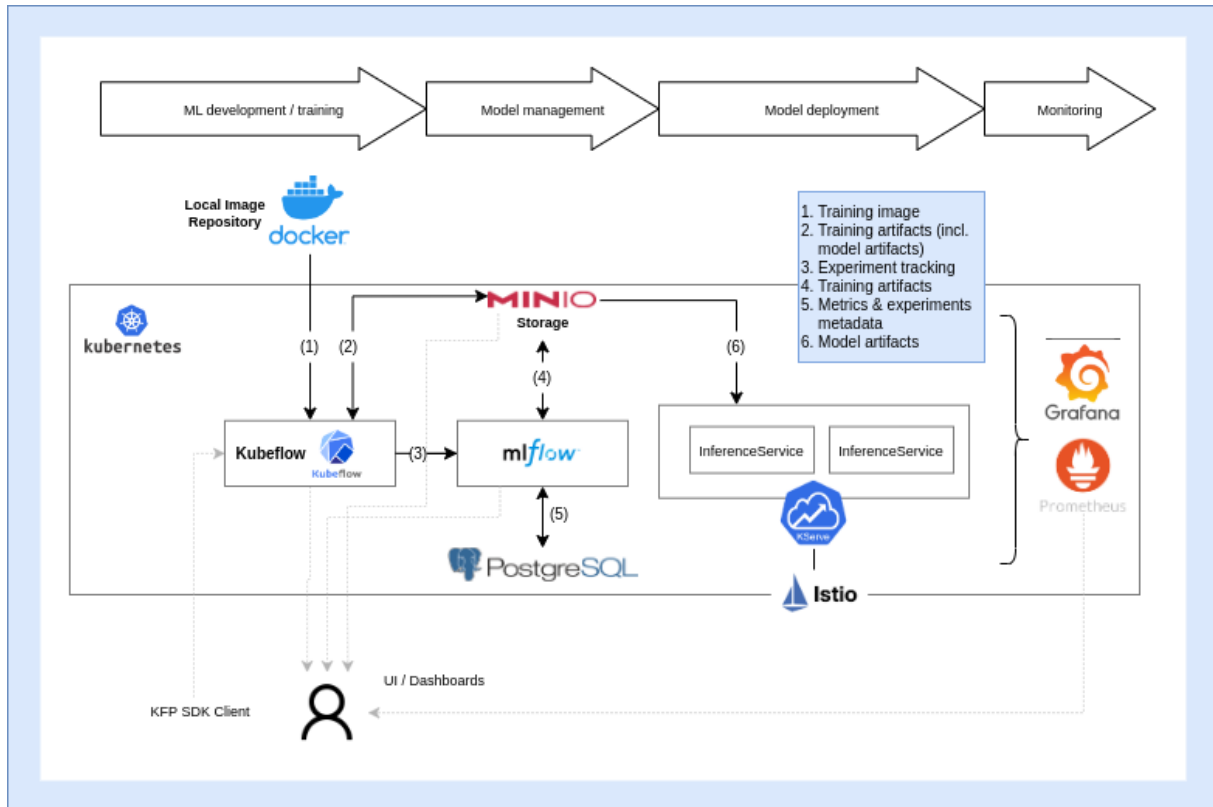 ML development / training
Model management
Model deployment
Monitoring
Local Image
Repository
docker
1. Training image
2. Training artifacts (incl.
model artifacts)
3. Experiment tracking
4. Training artifacts
5. Metrics & experiments
metadata
6. Model artifacts
kubernetes
MINIO
Storage
(1)
(2)
(4)
(6)
Grafana
Kubeflow
Kubeflow
(3)
mlflow
InferenceService
InferenceService
Prometheus
(5)
KServe
PostgreSQL
Istio
UI / Dashboards
KFP SDK Client